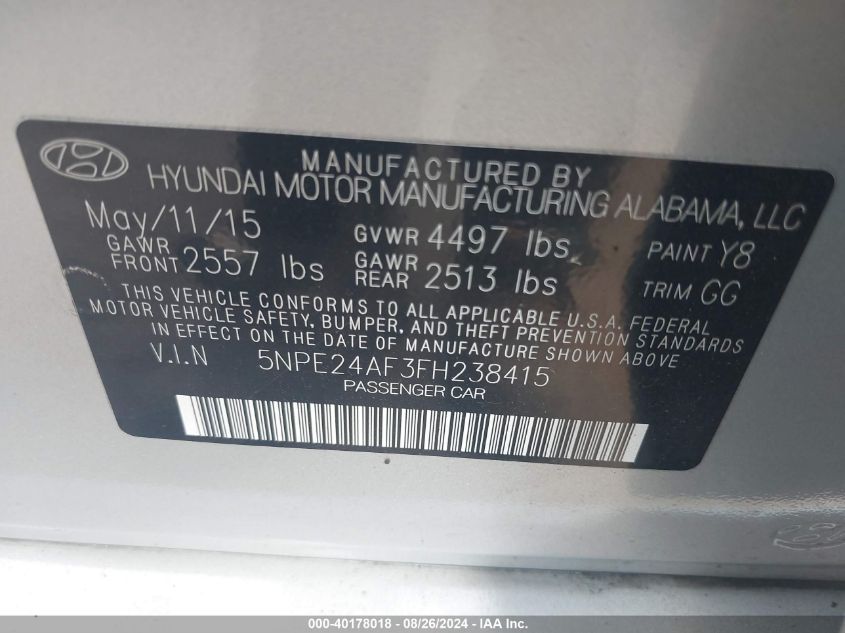 MANUFACTURED BY
HYUNDAI MOTOR MANUFACTURING ALABAMA, LLC
May/11/15 GVWR 4497 lbs PAINT Y8
GAWR FRONT 2557 lbs GAWR REAR 2513 lbs TRIM GG
THIS VEHICLE CONFORMS TO ALL APPLICABLE U.S.A. FEDERAL
MOTOR VEHICLE SAFETY, BUMPER, AND THEFT PREVENTION STANDARDS
IN EFFECT ON THE DATE OF MANUFACTURE SHOWN ABOVE.
V.I.N 5NPE24AF3FH238415
PASSENGER CAR
000-40178018 - 08/26/2024 - IAA Inc.